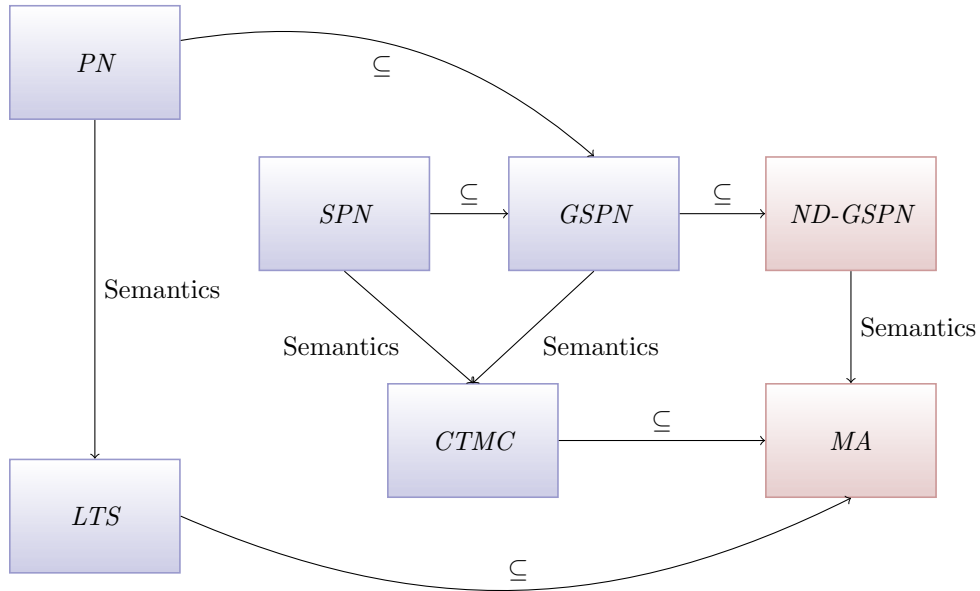 PN
⊆
SPN
⊆
GSPN
⊆
ND-GSPN
Semantics
Semantics
Semantics
Semantics
CTMC
⊆
MA
LTS
⊆